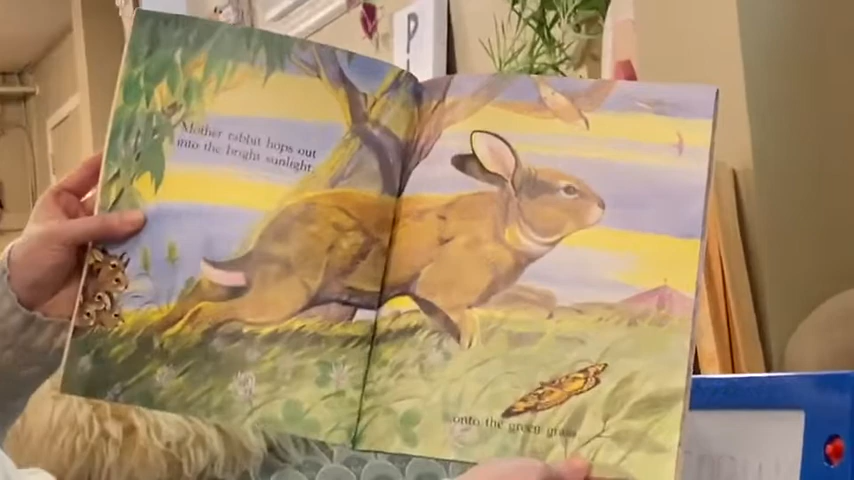 P
Mother rabbit hops out
into the bright sunlight,
onto the green grass